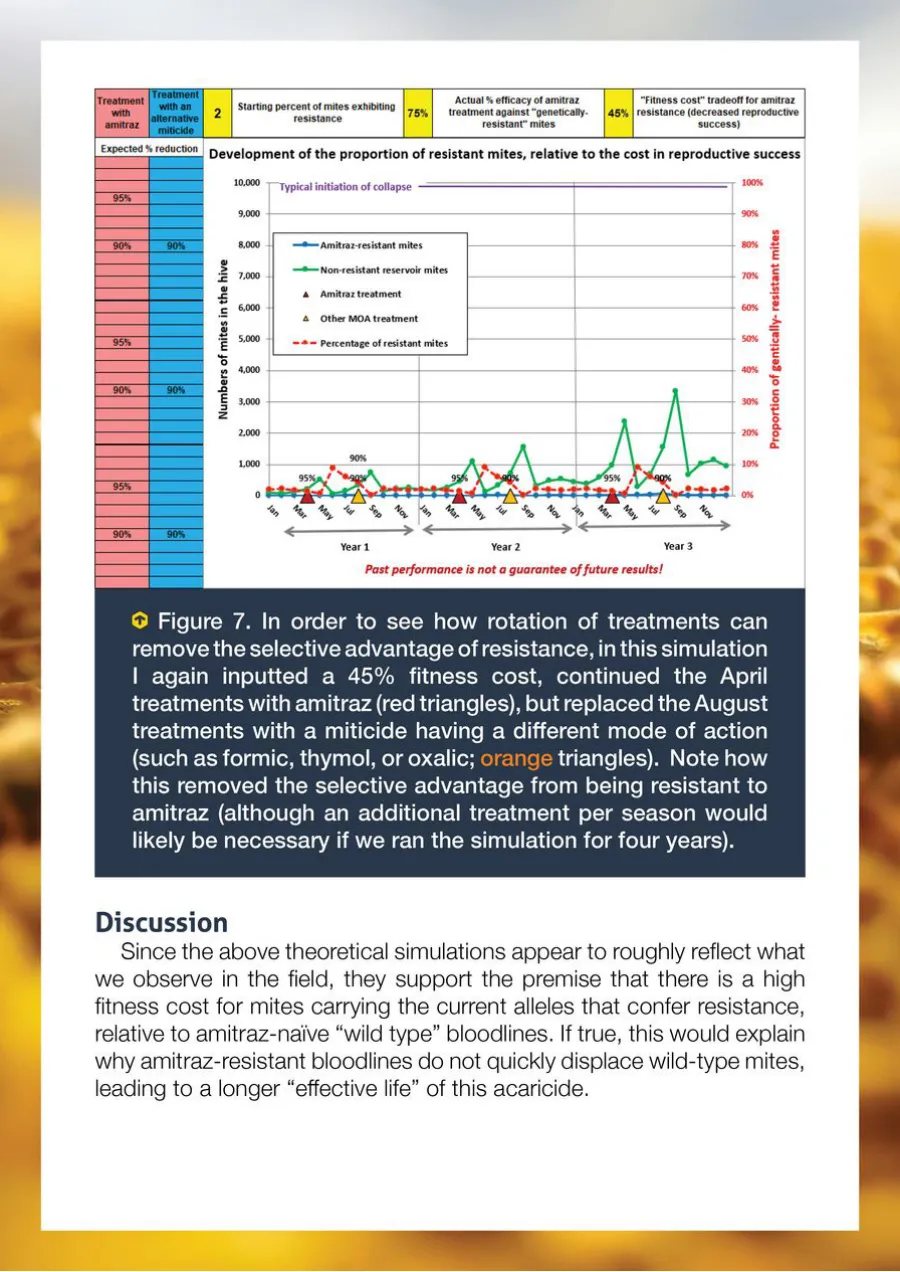 Treatment with amitraz
Treatment with an alternative miticide
2
Starting percent of mites exhibiting resistance
75%
Actual % efficacy of amitraz treatment against "genetically-resistant" mites
45%
"Fitness cost" tradeoff for amitraz resistance (decreased reproductive success)
Expected % reduction
95%
90% 90%
95%
90% 90%
95%
90% 90%
Development of the proportion of resistant mites, relative to the cost in reproductive success
Typical initiation of collapse
Numbers of mites in the hive
10,000
9,000
8,000
7,000
6,000
5,000
4,000
3,000
2,000
1,000
0
Amitraz-resistant mites
Non-resistant reservoir mites
Amitraz treatment
Other MOA treatment
Percentage of resistant mites
90%
95% 90% 95% 90% 95% 90%
100%
90%
80%
70%
60%
50%
40%
30%
20%
10%
0%
Proportion of gentically- resistant mites
Jan Mar May Jul Sep Nov Jan Mar May Jul Sep Nov Jan Mar May Jul Sep Nov
Year 1 Year 2 Year 3
Past performance is not a guarantee of future results!
Figure 7. In order to see how rotation of treatments can
remove the selective advantage of resistance, in this simulation
I again inputted a 45% fitness cost, continued the April
treatments with amitraz (red triangles), but replaced the August
treatments with a miticide having a different mode of action
(such as formic, thymol, or oxalic; orange triangles). Note how
this removed the selective advantage from being resistant to
amitraz (although an additional treatment per season would
likely be necessary if we ran the simulation for four years).
Discussion
Since the above theoretical simulations appear to roughly reflect what
we observe in the field, they support the premise that there is a high
fitness cost for mites carrying the current alleles that confer resistance,
relative to amitraz-naïve “wild type” bloodlines. If true, this would explain
why amitraz-resistant bloodlines do not quickly displace wild-type mites,
leading to a longer “effective life” of this acaricide.